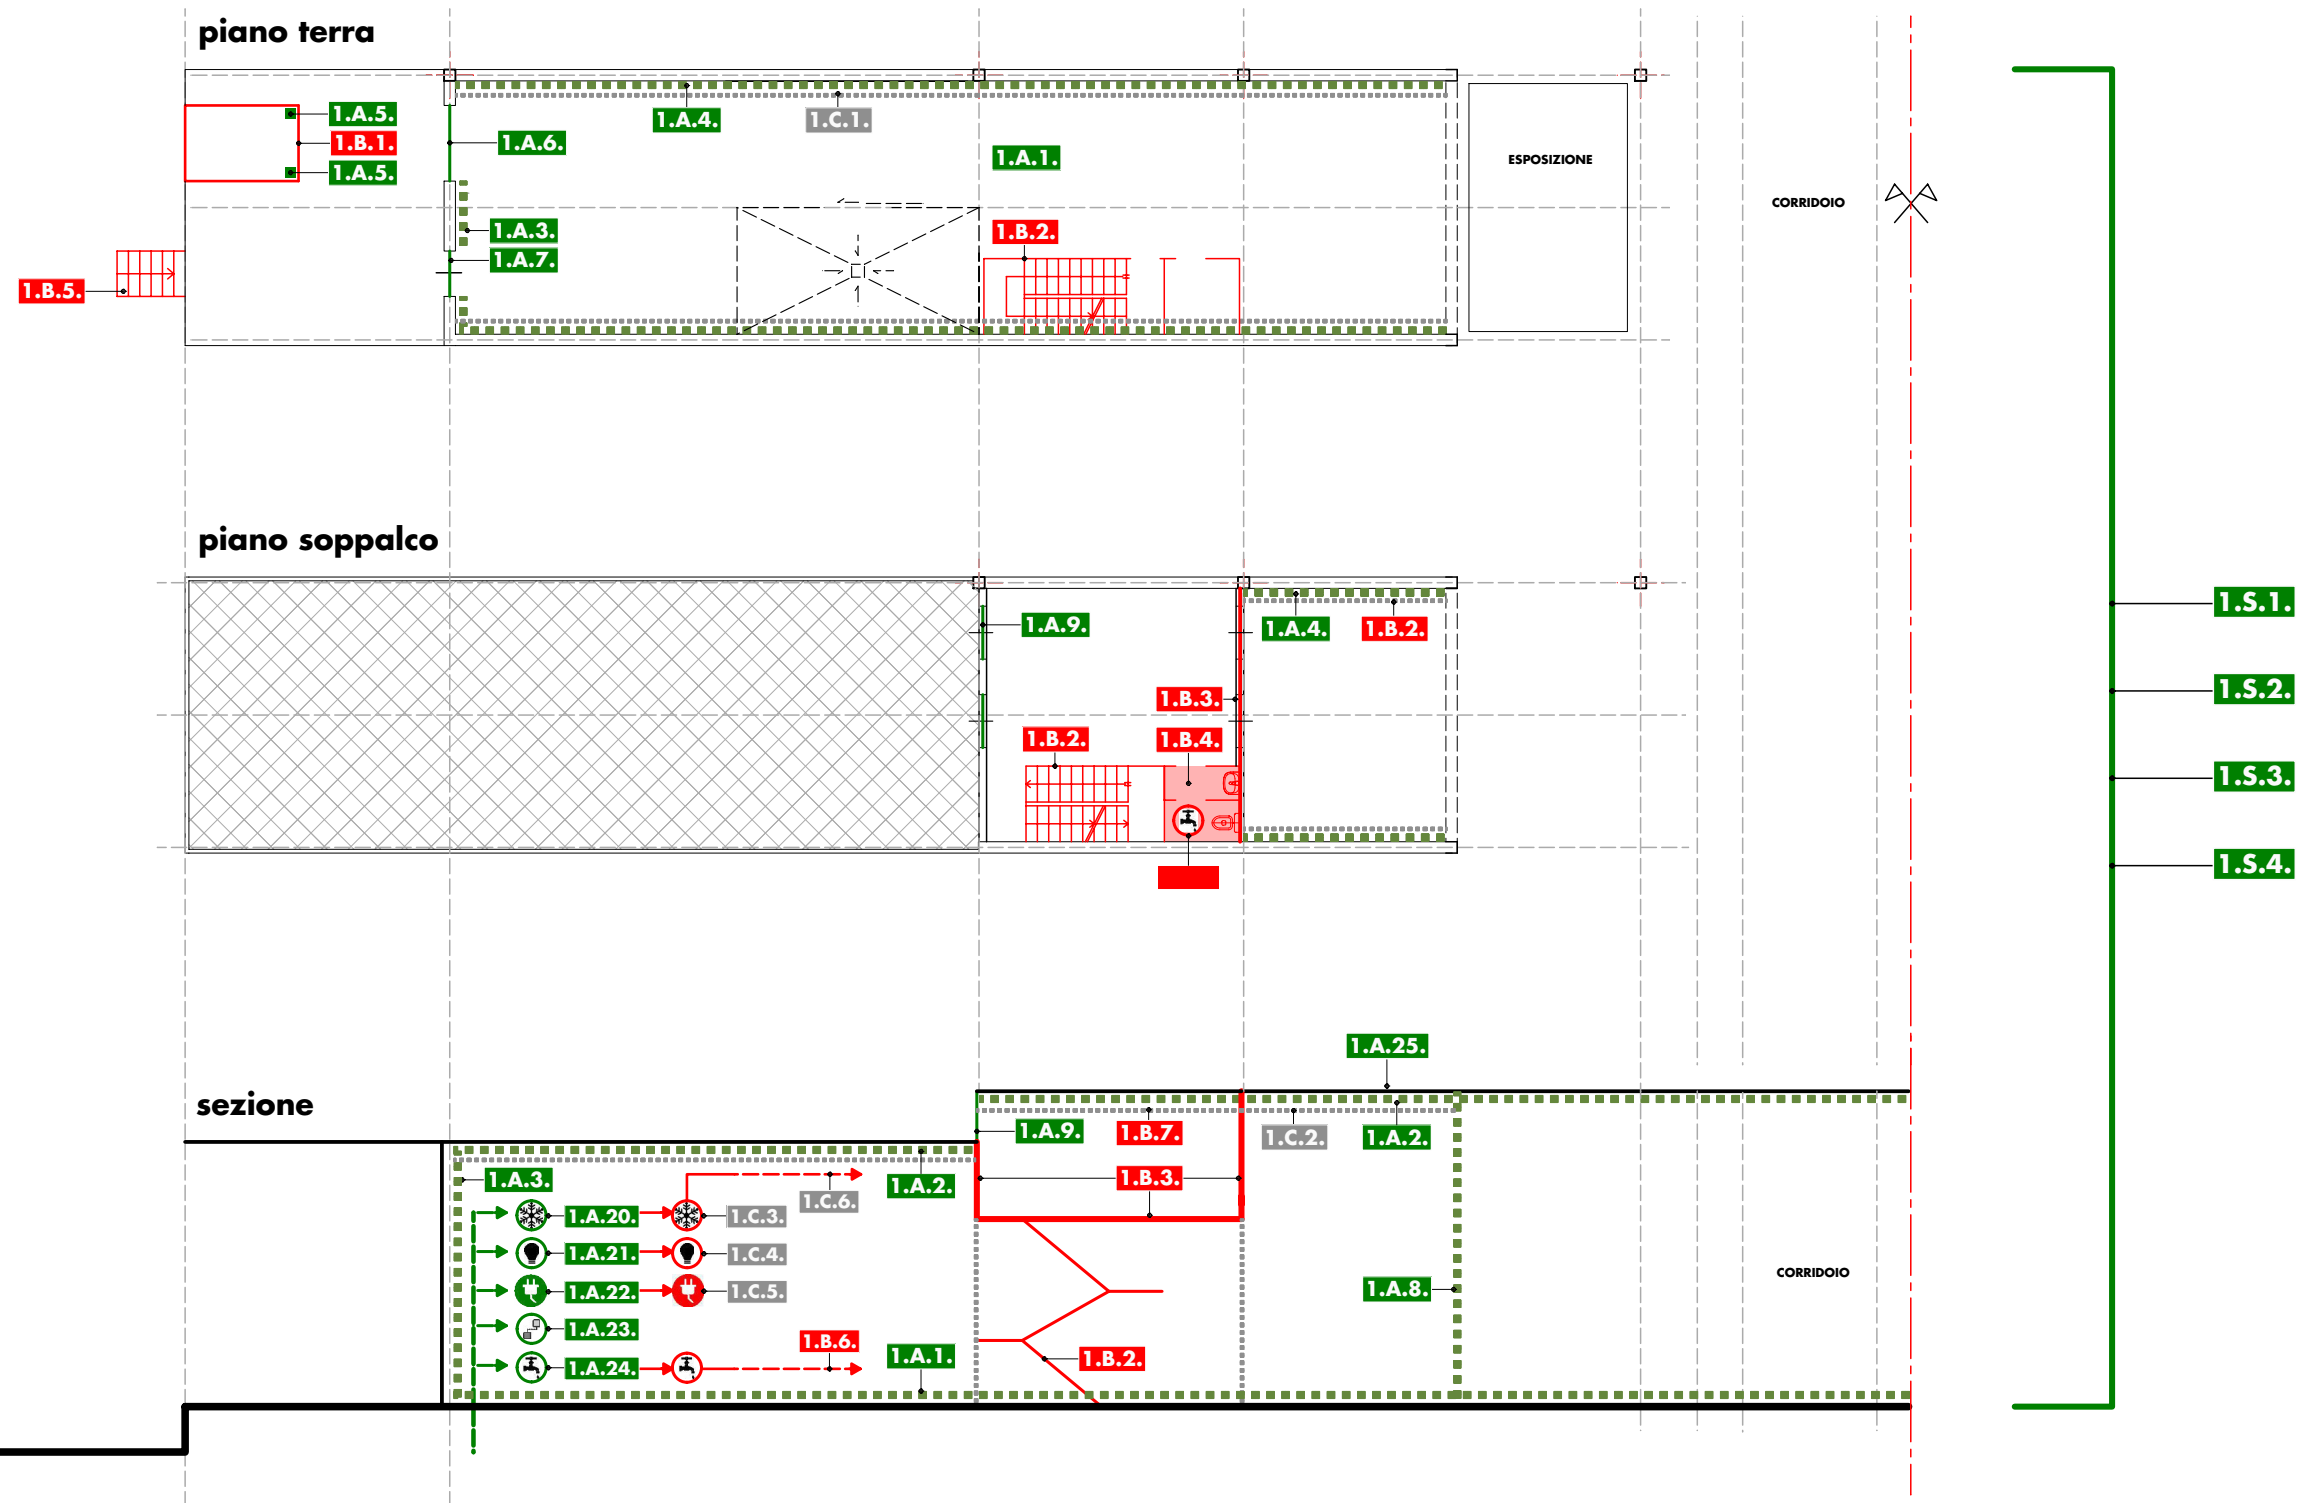 piano terra
1.A.5.
1.B.1.
1.A.5.
1.A.6.
1.A.4.
1.C.1.
1.A.1.
ESPOSIZIONE
CORRIDOIO
1.A.3.
1.A.7.
1.B.2.
1.B.5.
piano soppalco
1.A.9.
1.A.4.
1.B.2.
1.B.3.
1.B.2.
1.B.4.
1.S.1.
1.S.2.
1.S.3.
1.S.4.
sezione
1.A.25.
1.A.9.
1.B.7.
1.C.2.
1.A.2.
1.A.3.
1.C.6.
1.A.2.
1.B.3.
1.A.20.
1.C.3.
1.A.21.
1.C.4.
1.A.22.
1.C.5.
1.A.23.
1.A.24.
1.B.6.
1.A.1.
1.B.2.
1.A.8.
CORRIDOIO